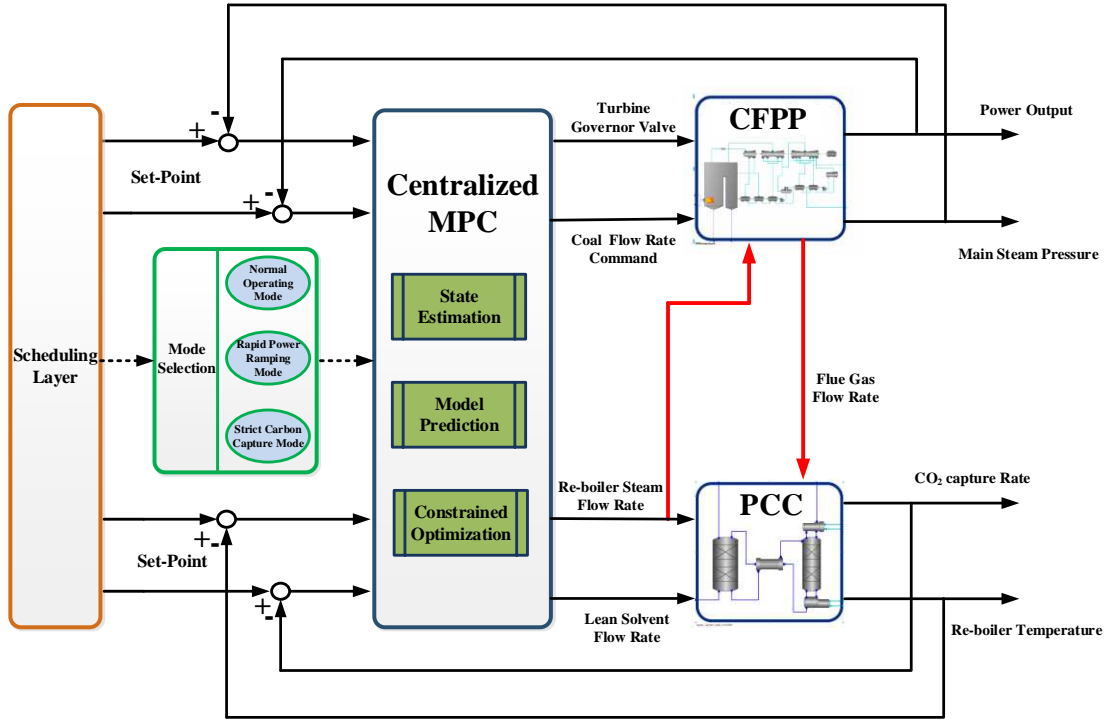 Scheduling
Layer
+
-
Set-Point
+
-
Mode
Selection
Normal
Operating
Mode
Rapid Power
Ramping
Mode
Strict Carbon
Capture Mode
+
-
Set-Point
+
-
Centralized
MPC
State
Estimation
Model
Prediction
Constrained
Optimization
Turbine
Governor Valve
Coal Flow Rate
Command
Re-boiler Steam
Flow Rate
Lean Solvent
Flow Rate
CFPP
Flue Gas
Flow Rate
PCC
Power Output
Main Steam Pressure
CO₂ capture Rate
Re-boiler Temperature